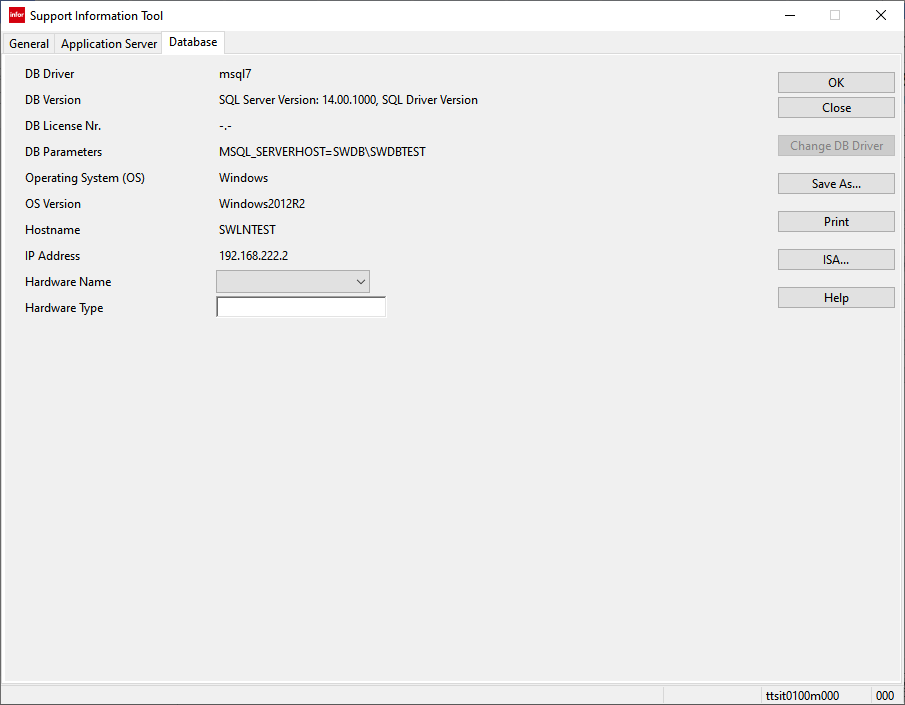 infor Support Information Tool
General Application Server Database
DB Driver msql7
DB Version SQL Server Version: 14.00.1000, SQL Driver Version
DB License Nr. -.-
DB Parameters MSQL_SERVERHOST=SWDB\SWDBTEST
Operating System (OS) Windows
OS Version Windows2012R2
Hostname SWLNTEST
IP Address 192.168.222.2
Hardware Name
Hardware Type
OK
Close
Change DB Driver
Save As...
Print
ISA...
Help
ttsit0100m000 000